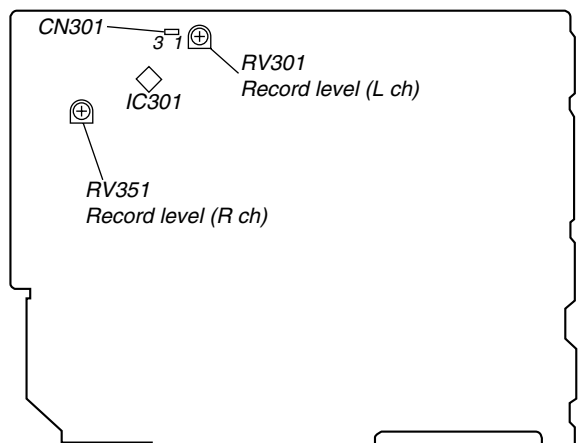 CN301
3 1
RV301
Record level (L ch)
IC301
RV351
Record level (R ch)